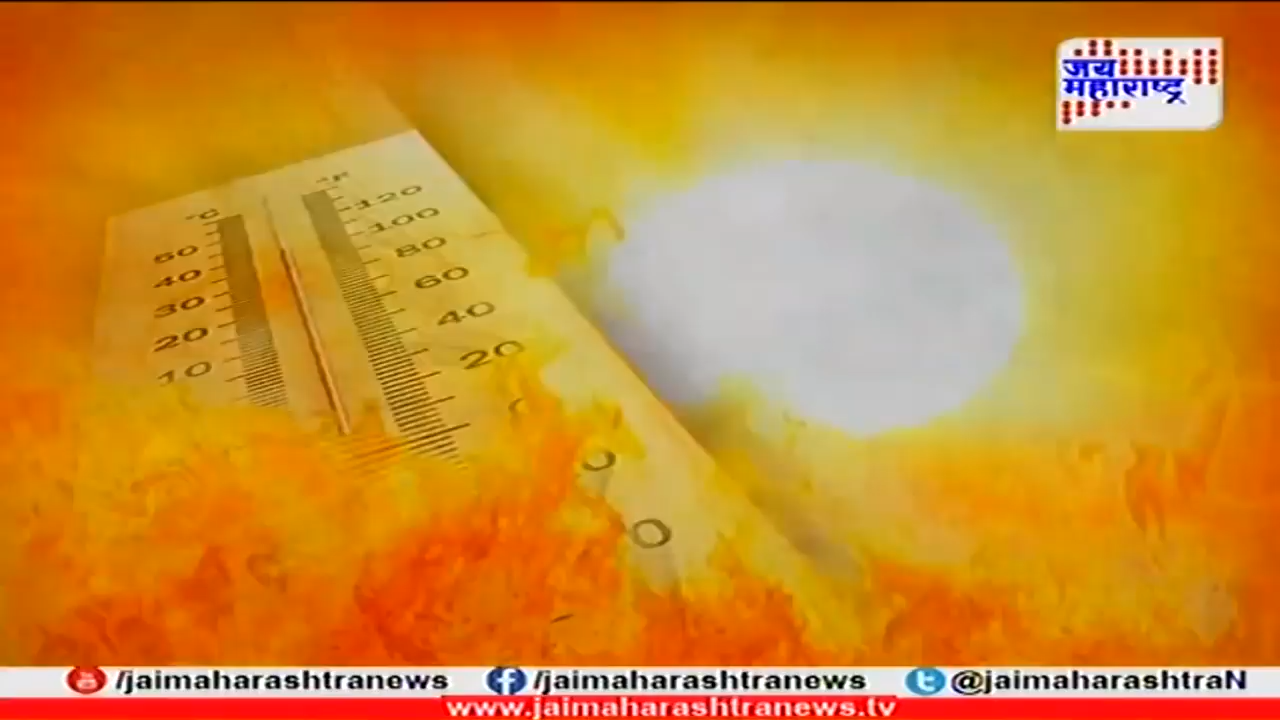 जय
महाराष्ट्र
°C
°F
120
100
80
60
40
20
50
40
30
20
10
0
/jaimaharashtranews
/jaimaharashtranews
@jaimaharashtraN
www.jaimaharashtranews.tv